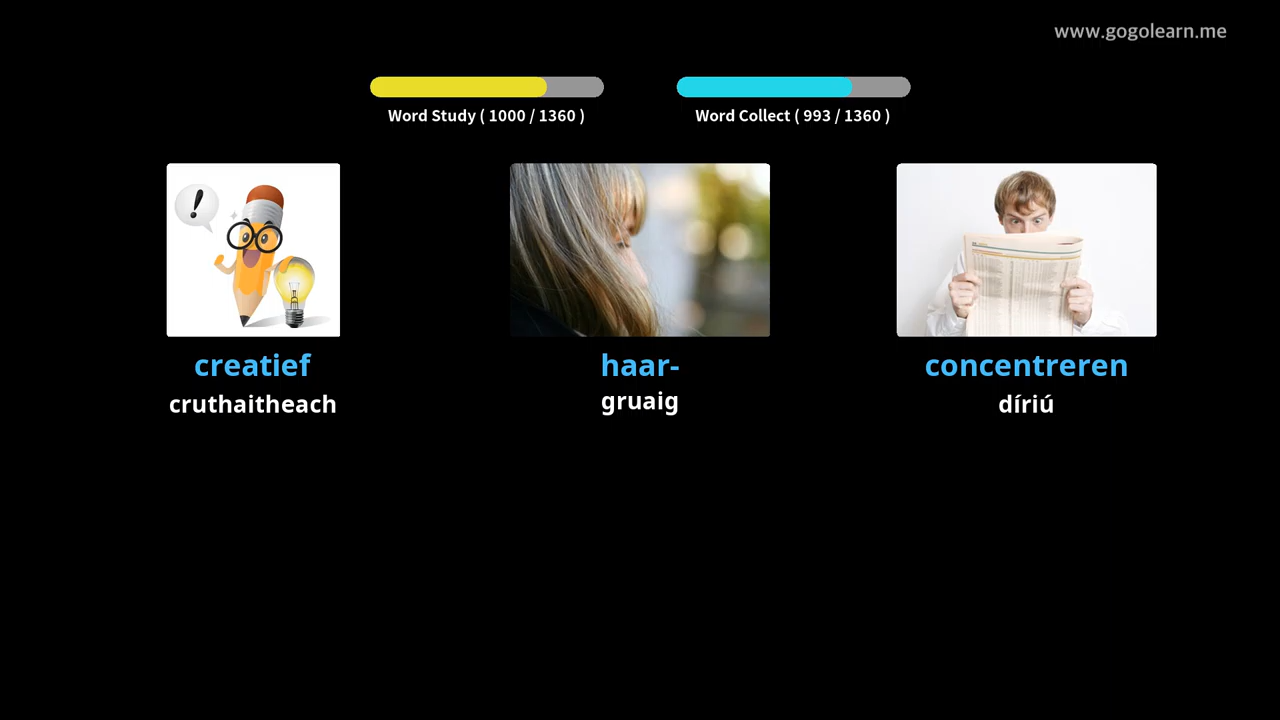 www.gogolearn.me
Word Study ( 1000 / 1360 )
Word Collect ( 993 / 1360 )
creatief
cruthaitheach
haar-
gruaig
concentreren
díriú